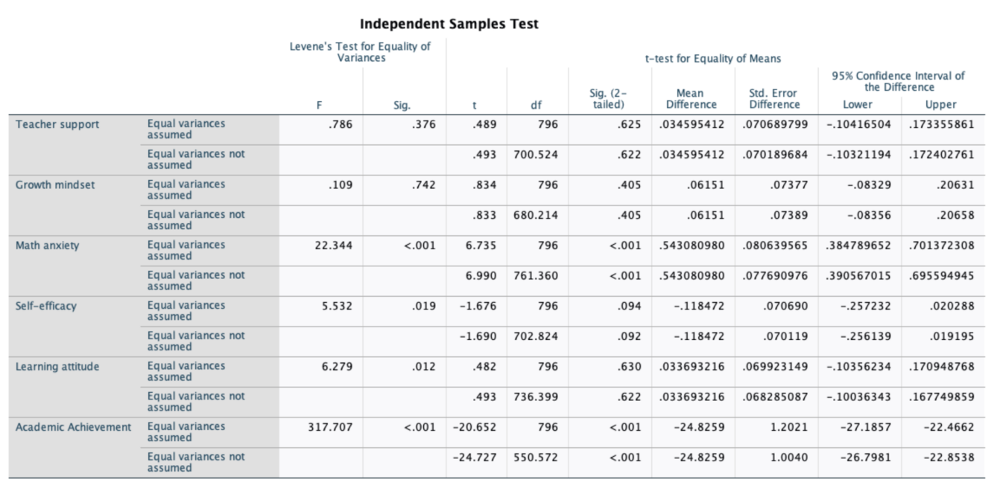 Independent Samples Test
Levene's Test for Equality of Variances
t-test for Equality of Means
95% Confidence Interval of the Difference
F Sig. t df Sig. (2-tailed) Mean Difference Std. Error Difference Lower Upper
Teacher support Equal variances assumed .786 .376 .489 796 .625 .034595412 .070689799 -.10416504 .173355861
Equal variances not assumed .493 700.524 .622 .034595412 .070189684 -.10321194 .172402761
Growth mindset Equal variances assumed .109 .742 .834 796 .405 .06151 .07377 -.08329 .20631
Equal variances not assumed .833 680.214 .405 .06151 .07389 -.08356 .20658
Math anxiety Equal variances assumed 22.344 <.001 6.735 796 <.001 .543080980 .080639565 .384789652 .701372308
Equal variances not assumed 6.990 761.360 <.001 .543080980 .077690976 .390567015 .695594945
Self-efficacy Equal variances assumed 5.532 .019 -1.676 796 .094 -.118472 .070690 -.257232 .020288
Equal variances not assumed -1.690 702.824 .092 -.118472 .070119 -.256139 .019195
Learning attitude Equal variances assumed 6.279 .012 .482 796 .630 .033693216 .069923149 -.10356234 .170948768
Equal variances not assumed .493 736.399 .622 .033693216 .068285087 -.10036343 .167749859
Academic Achievement Equal variances assumed 317.707 <.001 -20.652 796 <.001 -24.8259 1.2021 -27.1857 -22.4662
Equal variances not assumed -24.727 550.572 <.001 -24.8259 1.0040 -26.7981 -22.8538